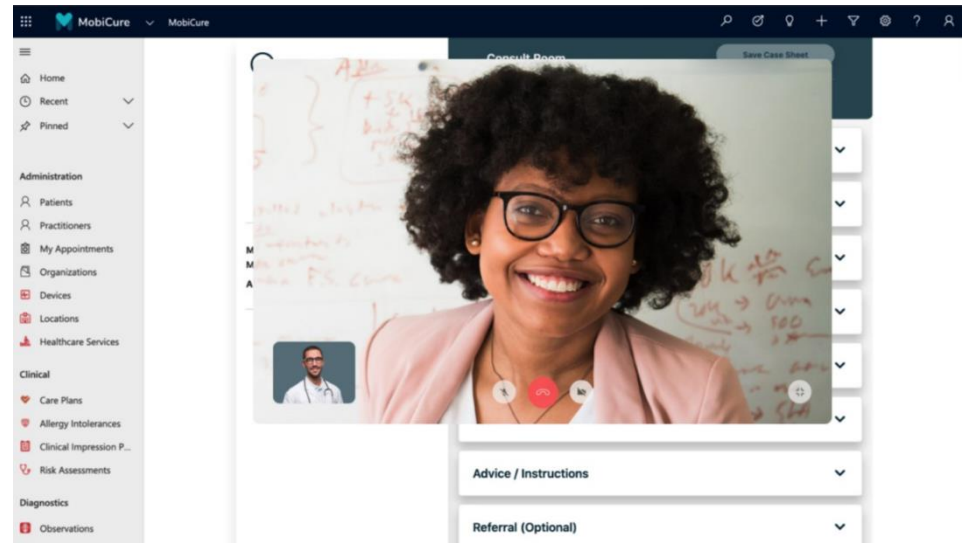 MobiCure
MobiCure
Home
Recent
Pinned
Administration
Patients
Practitioners
My Appointments
Organizations
Devices
Locations
Healthcare Services
Clinical
Care Plans
Allergy Intolerances
Clinical Impression P...
Risk Assessments
Diagnostics
Observations
Consult Room
Save Case Sheet
M
M
A
Advice / Instructions
Referral (Optional)